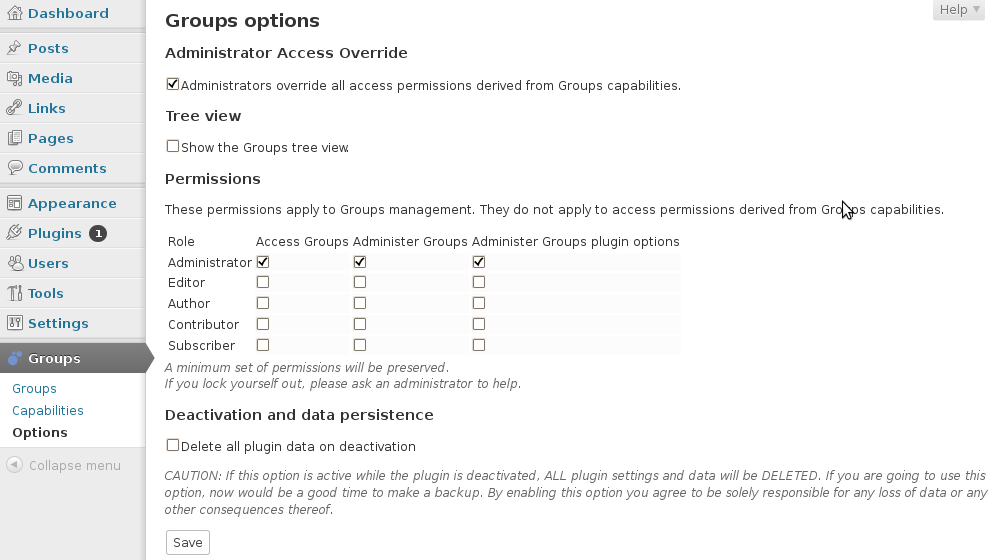 Dashboard
Posts
Media
Links
Pages
Comments
Appearance
Plugins 1
Users
Tools
Settings
Groups
Groups
Capabilities
Options
Collapse menu
Help
Groups options
Administrator Access Override
Administrators override all access permissions derived from Groups capabilities.
Tree view
Show the Groups tree view.
Permissions
These permissions apply to Groups management. They do not apply to access permissions derived from Groups capabilities.
Role Access Groups Administer Groups Administer Groups plugin options
Administrator
Editor
Author
Contributor
Subscriber
A minimum set of permissions will be preserved.
If you lock yourself out, please ask an administrator to help.
Deactivation and data persistence
Delete all plugin data on deactivation
CAUTION: If this option is active while the plugin is deactivated, ALL plugin settings and data will be DELETED. If you are going to use this
option, now would be a good time to make a backup. By enabling this option you agree to be solely responsible for any loss of data or any
other consequences thereof.
Save